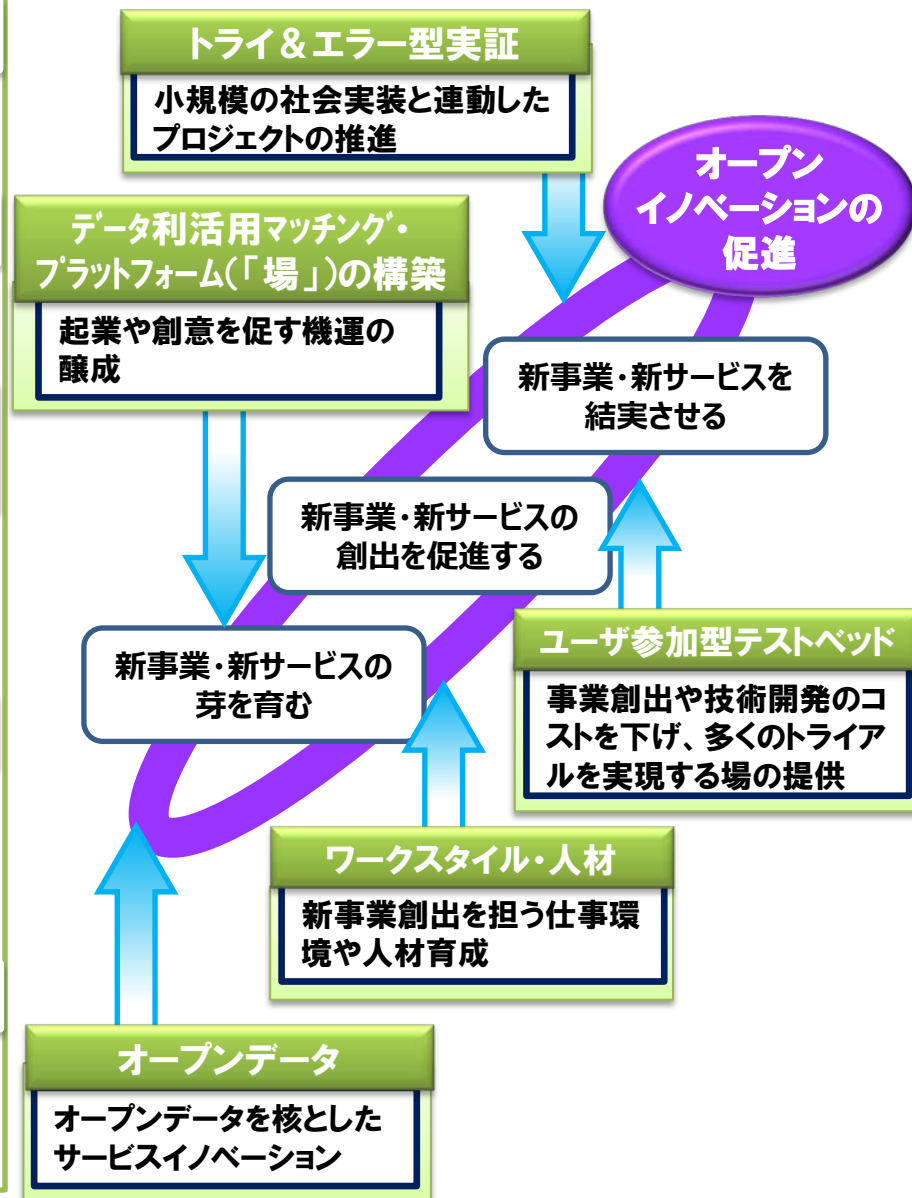 トライ＆エラー型実証
小規模の社会実装と連動した
プロジェクトの推進
オープン
イノベーションの
促進
データ利活用マッチング・
プラットフォーム(「場」)の構築
起業や創意を促す機運の
醸成
新事業・新サービスを
結実させる
新事業・新サービスの
創出を促進する
新事業・新サービスの
芽を育む
ユーザ参加型テストベッド
事業創出や技術開発のコ
ストを下げ、多くのトライア
ルを実現する場の提供
ワークスタイル・人材
新事業創出を担う仕事環
境や人材育成
オープンデータ
オープンデータを核とした
サービスイノベーション